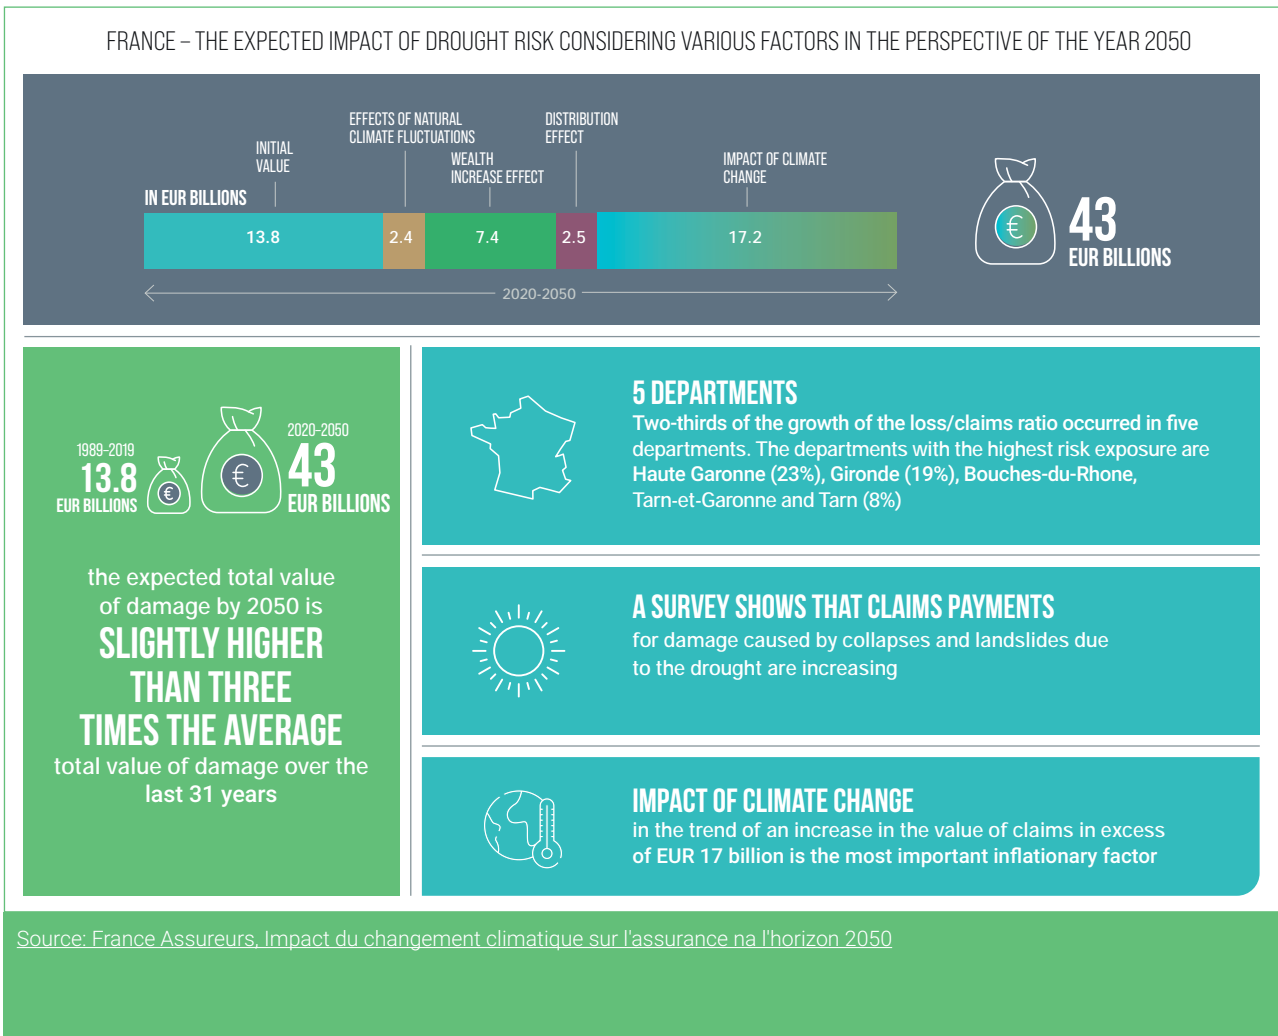 FRANCE – THE EXPECTED IMPACT OF DROUGHT RISK CONSIDERING VARIOUS FACTORS IN THE PERSPECTIVE OF THE YEAR 2050
INITIAL
VALUE
EFFECTS OF NATURAL
CLIMATE FLUCTUATIONS
WEALTH
INCREASE EFFECT
DISTRIBUTION
EFFECT
IMPACT OF CLIMATE
CHANGE
IN EUR BILLIONS
13.8
2.4
7.4
2.5
17.2
2020-2050
€
43
EUR BILLIONS
1989–2019
13.8
EUR BILLIONS
€
€
2020–2050
43
EUR BILLIONS
the expected total value
of damage by 2050 is
SLIGHTLY HIGHER
THAN THREE
TIMES THE AVERAGE
total value of damage over the
last 31 years
5 DEPARTMENTS
Two-thirds of the growth of the loss/claims ratio occurred in five
departments. The departments with the highest risk exposure are
Haute Garonne (23%), Gironde (19%), Bouches-du-Rhone,
Tarn-et-Garonne and Tarn (8%)
A SURVEY SHOWS THAT CLAIMS PAYMENTS
for damage caused by collapses and landslides due
to the drought are increasing
IMPACT OF CLIMATE CHANGE
in the trend of an increase in the value of claims in excess
of EUR 17 billion is the most important inflationary factor
Source: France Assureurs, Impact du changement climatique sur l'assurance na l'horizon 2050